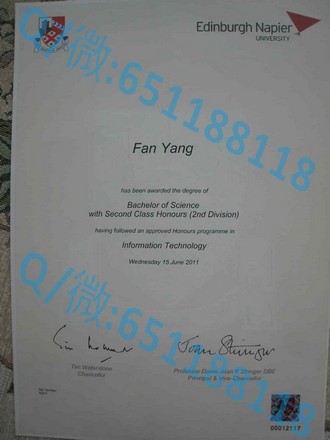 Edinburgh Napier
UNIVERSITY
Q/微:651188118
Fan Yang
has been awarded the degree of
Bachelor of Science
with Second Class Honours (2nd Division)
having followed an approved Honours programme in
Information Technology
Wednesday 15 June 2011
Q/微:651188118
Tim Waterstone
Chancellor
Professor Dame Joan K Stringer DBE
Principal & Vice-Chancellor
00012117